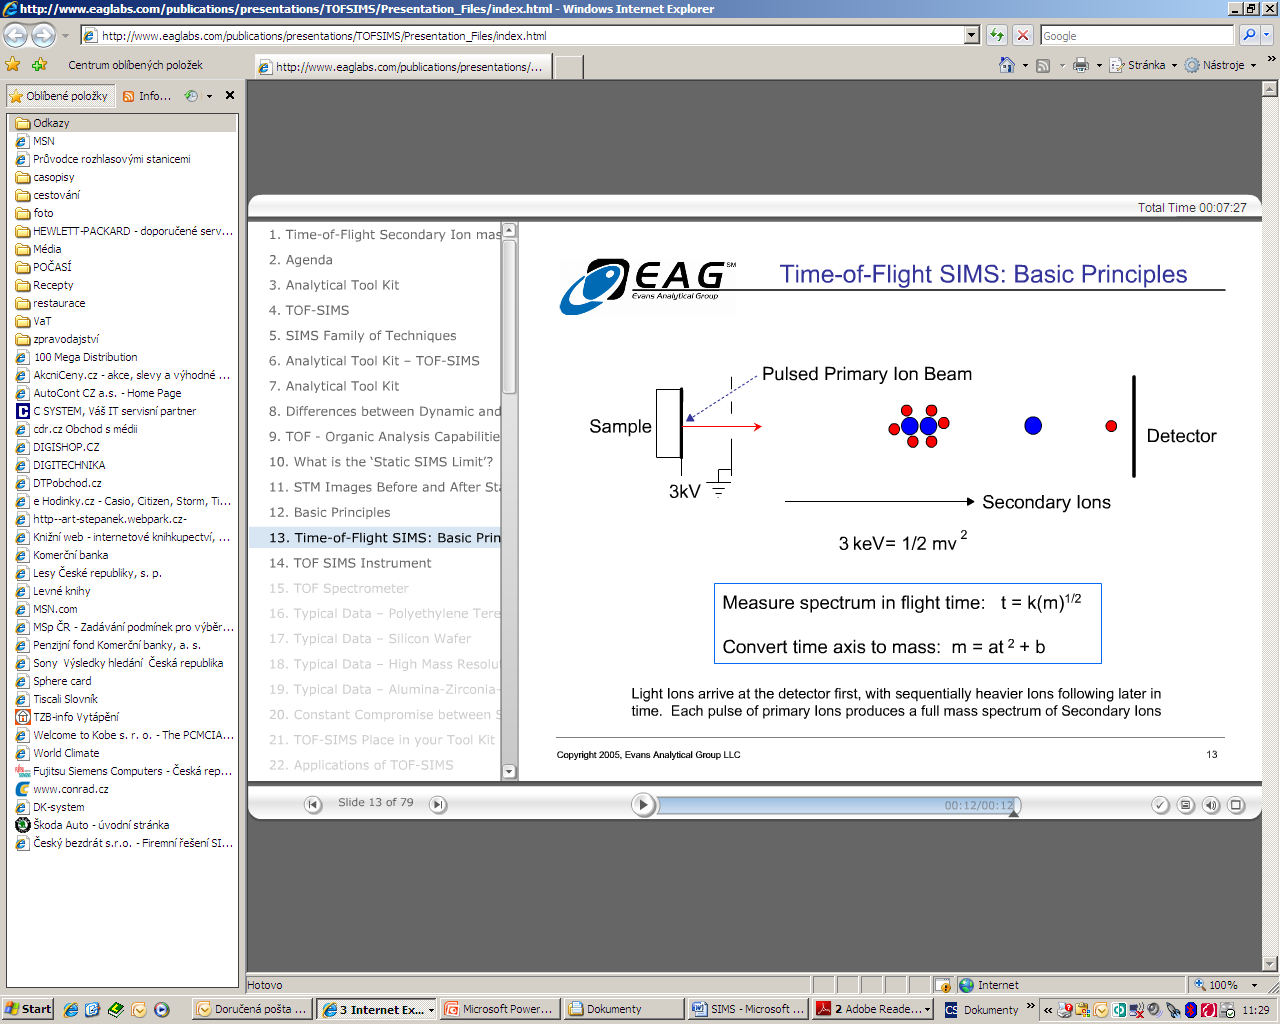 http://www.eaglabs.com/publications/presentations/TOFSIMS/Presentation_Files/index.html - Windows Internet Explorer
http://www.eaglabs.com/publications/presentations/TOFSIMS/Presentation_Files/index.html
Google
Centrum oblíbených položek
http://www.eaglabs.com/publications/presentations/...
Stránka
Nástroje
Oblíbené položky
Info...
Odkazy
MSN
Průvodce rozhlasovými stanicemi
casopisy
cestování
foto
HEWLETT-PACKARD - doporučené serv...
Média
POČASÍ
Recepty
restaurace
VaT
zpravodajství
100 Mega Distribution
AkcniCeny.cz - akce, slevy a výhodné ...
AutoCont CZ a.s. - Home Page
C SYSTEM, Váš IT servisní partner
cdr.cz Obchod s médii
DIGISHOP.CZ
DIGITECHNIKA
DTPobchod.cz
e Hodinky.cz - Casio, Citizen, Storm, Ti...
http--art-stepanek.webpark.cz-
Knižní web - internetové knihkupectví, ...
Komerční banka
Lesy České republiky, s. p.
Levné knihy
MSN.com
MSp ČR - Zadávání podmínek pro výběr...
Penzijní fond Komerční banky, a. s.
Sony Výsledky hledání Česká republika
Sphere card
Tiscali Slovník
TZB-info Vytápění
Welcome to Kobe s. r. o. - The PCMCIA...
World Climate
Fujitsu Siemens Computers - Česká rep...
www.conrad.cz
DK-system
Škoda Auto - úvodní stránka
Český bezdrát s.r.o. - Firemní řešení SI...
Total Time 00:07:27
1. Time-of-Flight Secondary Ion mas
2. Agenda
3. Analytical Tool Kit
4. TOF-SIMS
5. SIMS Family of Techniques
6. Analytical Tool Kit – TOF-SIMS
7. Analytical Tool Kit
8. Differences between Dynamic and
9. TOF - Organic Analysis Capabilitie
10. What is the ‘Static SIMS Limit’?
11. STM Images Before and After Sta
12. Basic Principles
13. Time-of-Flight SIMS: Basic Prin
14. TOF SIMS Instrument
15. TOF Spectrometer
16. Typical Data – Polyethylene Tere
17. Typical Data – Silicon Wafer
18. Typical Data – High Mass Resolu
19. Typical Data – Alumina-Zirconia-
20. Constant Compromise between S
21. TOF-SIMS Place in your Tool Kit
22. Applications of TOF-SIMS
EAG SM
Evans Analytical Group
Time-of-Flight SIMS: Basic Principles
Pulsed Primary Ion Beam
Sample
Detector
3kV
Secondary Ions
3 keV= 1/2 mv 2
Measure spectrum in flight time: t = k(m)1/2
Convert time axis to mass: m = at 2 + b
Light Ions arrive at the detector first, with sequentially heavier Ions following later in
time. Each pulse of primary Ions produces a full mass spectrum of Secondary Ions
Copyright 2005, Evans Analytical Group LLC
13
Slide 13 of 79
00:12/00:12
Hotovo
Internet
100%
Start
Doručená pošta ...
3 Internet Ex...
Microsoft Power...
Dokumenty
SIMS - Microsoft ...
2 Adobe Reade...
CS
Dokumenty
11:29